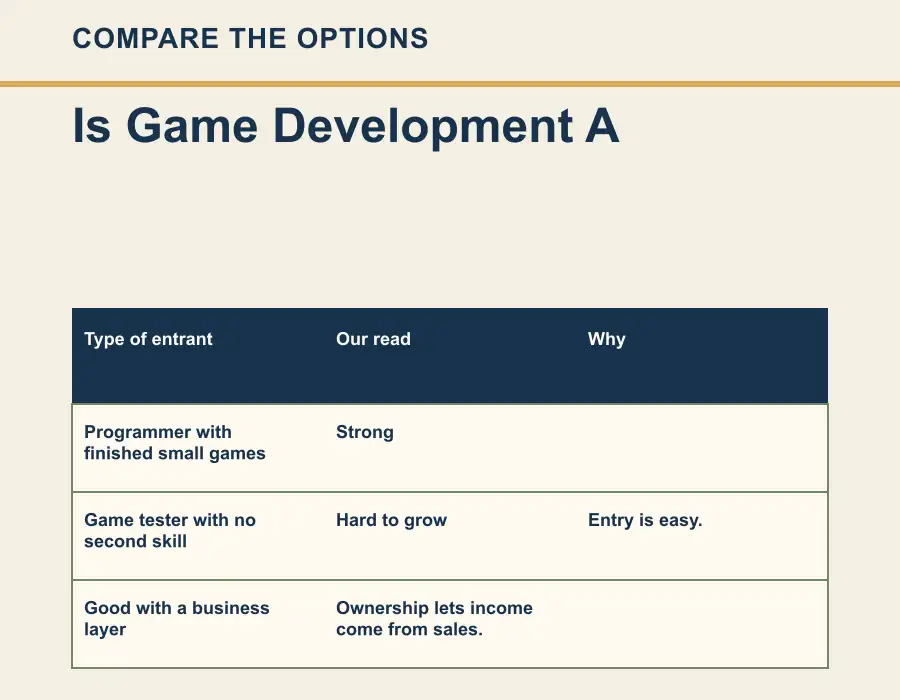 COMPARE THE OPTIONS
Is Game Development A
Type of entrant Our read Why
Programmer with
finished small games
Strong
Game tester with no
second skill
Hard to grow
Entry is easy.
Good with a business
layer
Ownership lets income
come from sales.